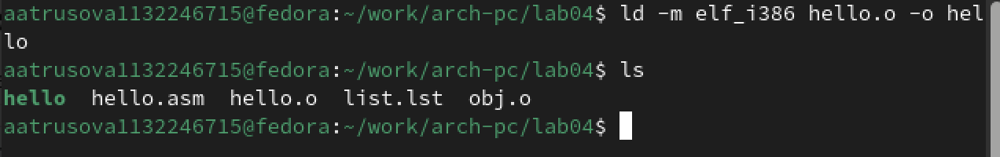 aatrusova1132246715@fedora:~/work/arch-pc/lab04$ ld -m elf_i386 hello.o -o hel
lo
aatrusova1132246715@fedora:~/work/arch-pc/lab04$ ls
hello  hello.asm  hello.o  list.lst  obj.o
aatrusova1132246715@fedora:~/work/arch-pc/lab04$